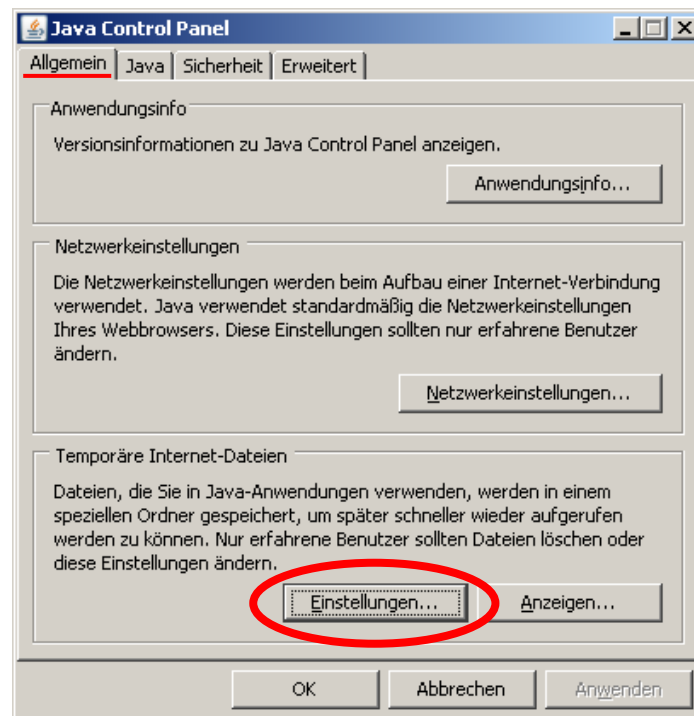 Java Control Panel
Allgemein Java Sicherheit Erweitert
Anwendungsinfo
Versionsinformationen zu Java Control Panel anzeigen.
Anwendungsinfo...
Netzwerkeinstellungen
Die Netzwerkeinstellungen werden beim Aufbau einer Internet-Verbindung
verwendet. Java verwendet standardmäßig die Netzwerkeinstellungen
Ihres Webbrowsers. Diese Einstellungen sollten nur erfahrene Benutzer
ändern.
Netzwerkeinstellungen...
Temporäre Internet-Dateien
Dateien, die Sie in Java-Anwendungen verwenden, werden in einem
speziellen Ordner gespeichert, um später schneller wieder aufgerufen
werden zu können. Nur erfahrene Benutzer sollten Dateien löschen oder
diese Einstellungen ändern.
Einstellungen... Anzeigen...
OK Abbrechen Anwenden